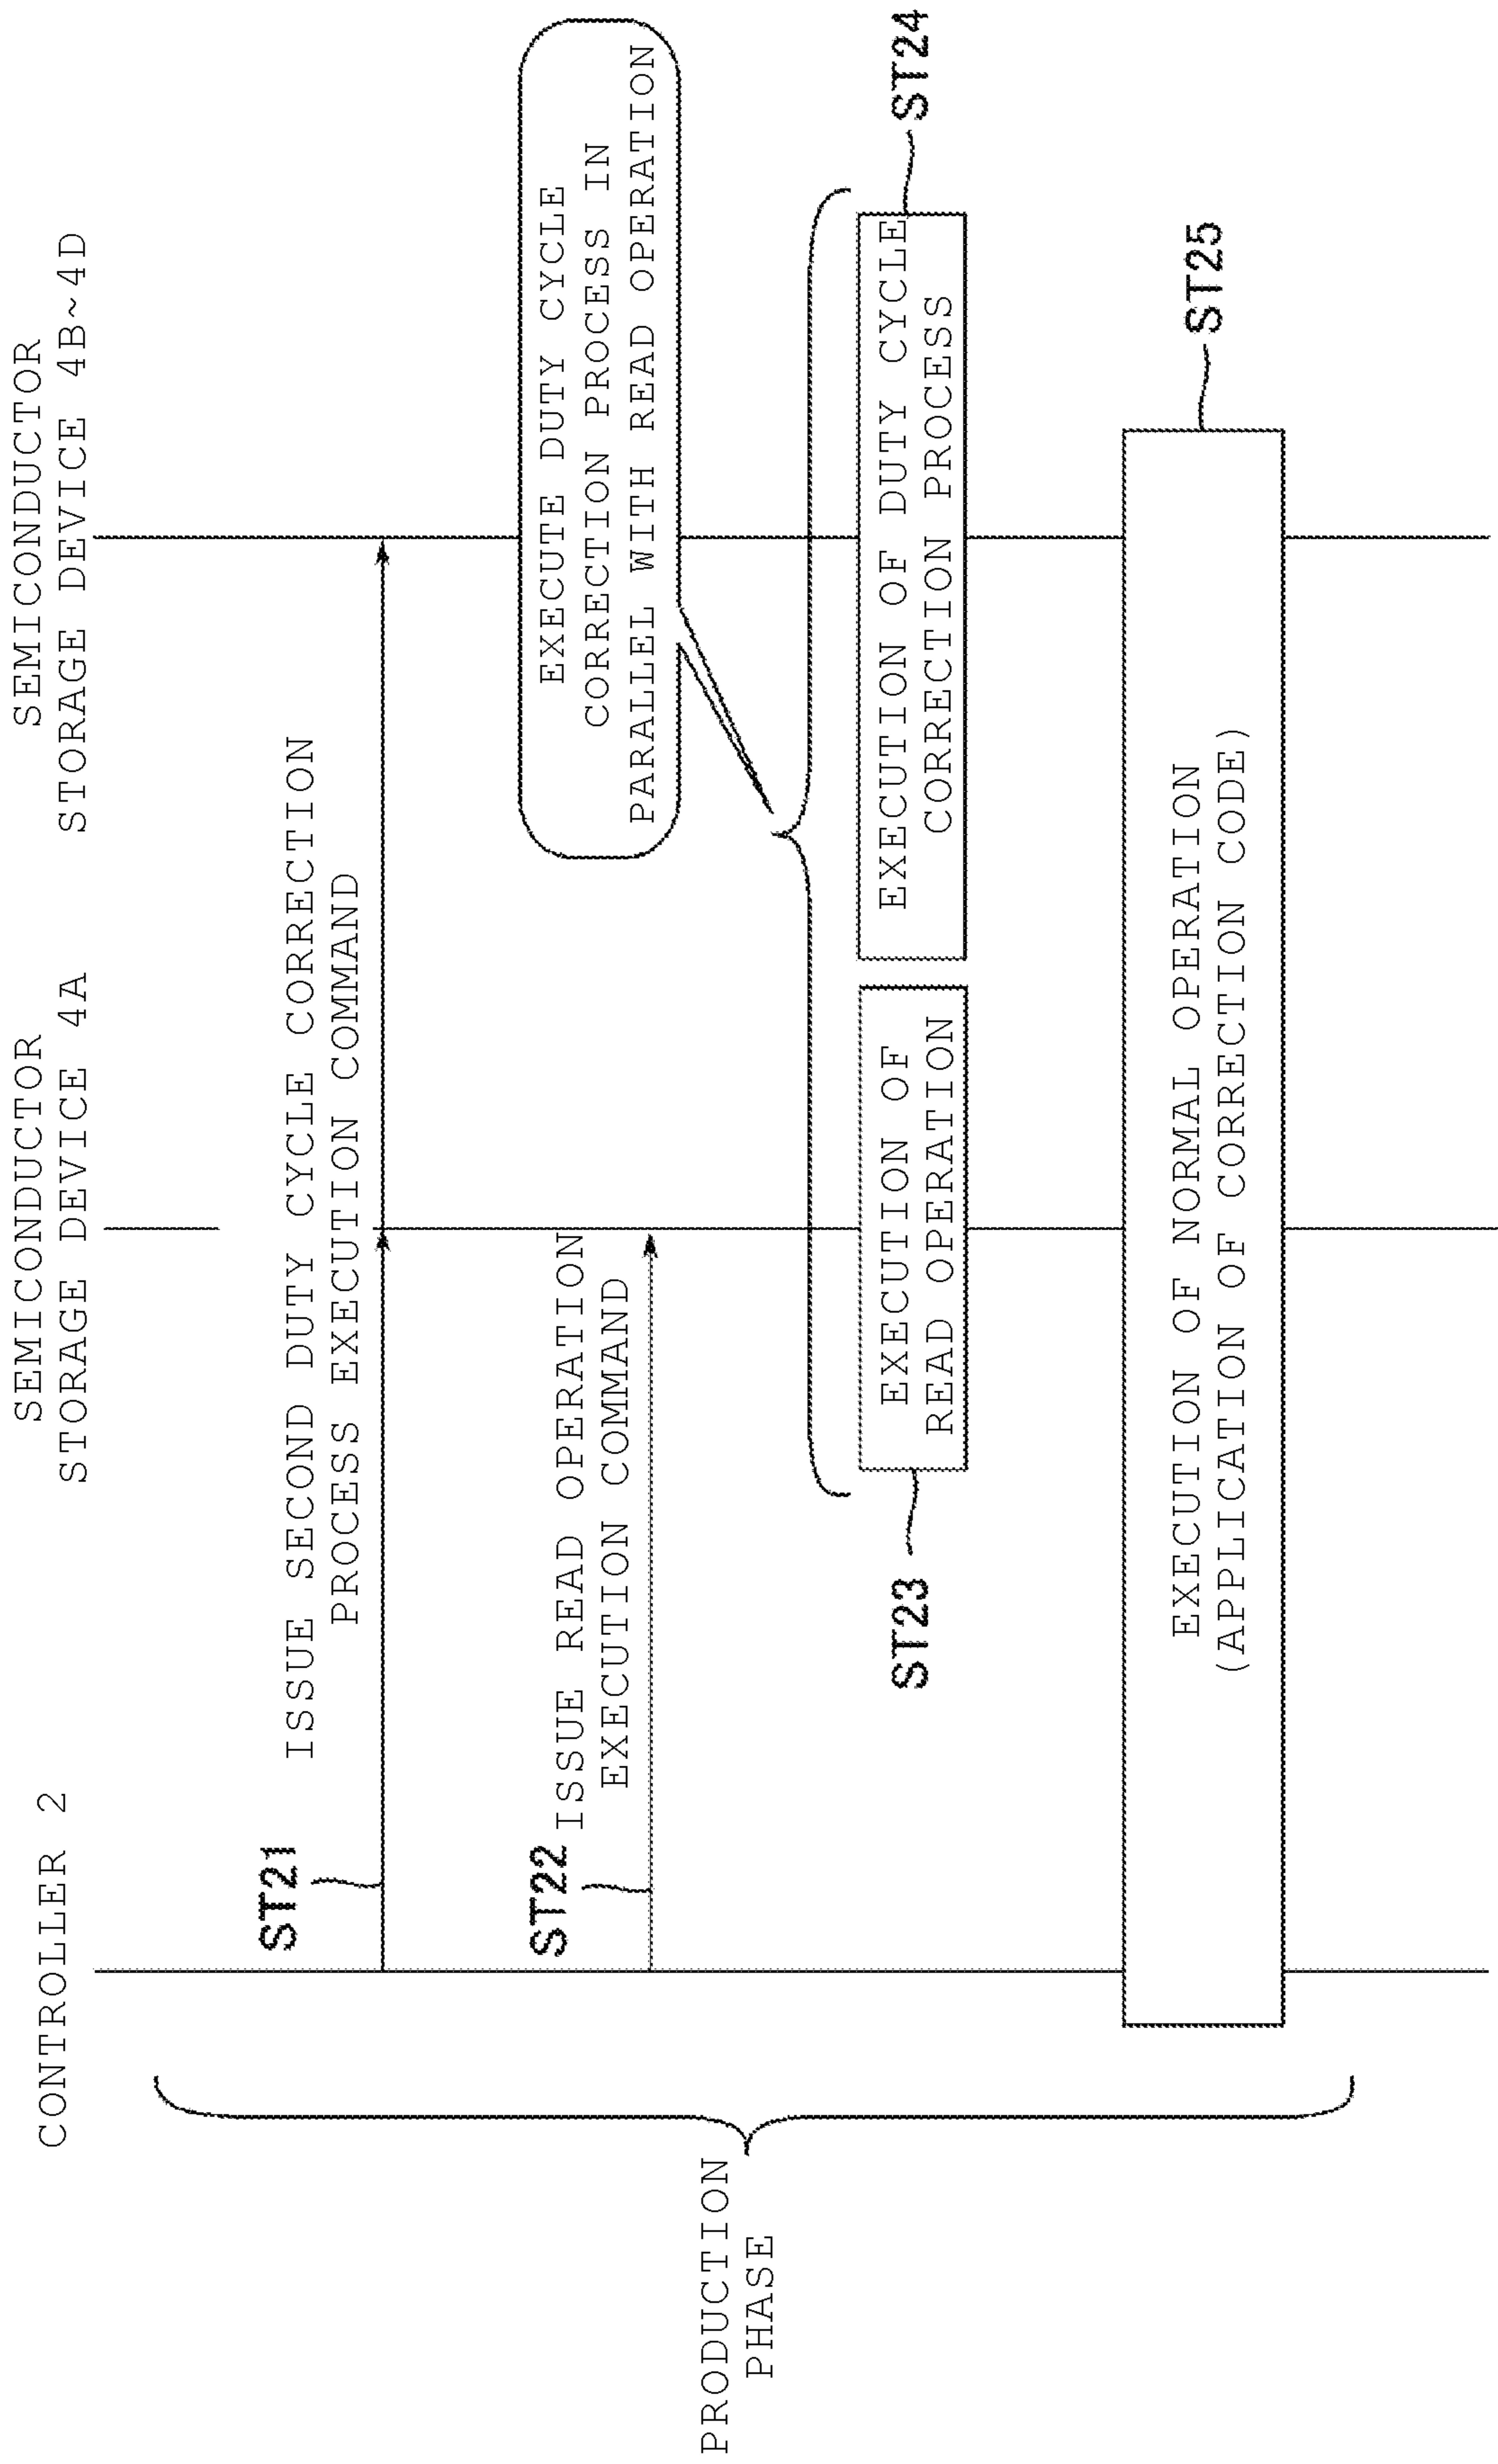 CONTROLLER 2
SEMICONDUCTOR
STORAGE DEVICE 4A
SEMICONDUCTOR
STORAGE DEVICE 4B~4D
PRODUCTION
PHASE
ST21
ISSUE SECOND DUTY CYCLE CORRECTION
PROCESS EXECUTION COMMAND
ST22
ISSUE READ OPERATION
EXECUTION COMMAND
EXECUTE DUTY CYCLE
CORRECTION PROCESS IN
PARALLEL WITH READ OPERATION
ST23
EXECUTION OF
READ OPERATION
EXECUTION OF DUTY CYCLE
CORRECTION PROCESS
ST24
EXECUTION OF NORMAL OPERATION
(APPLICATION OF CORRECTION CODE)
ST25